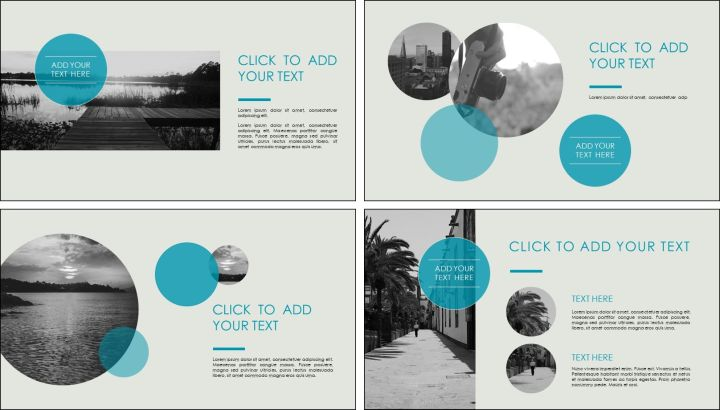 ADD YOUR
TEXT HERE
CLICK TO ADD
YOUR TEXT
Lorem ipsum dolor sit amet, consectetuer
adipiscing elit.
Lorem ipsum dolor sit amet, consectetuer
adipiscing elit. Maecenas porttitor congue
massa. Fusce posuere, magna sed pulvinar
ultricies, purus lectus malesuada libero, sit
amet commodo magna eros quis urna.
CLICK TO ADD
YOUR TEXT
Lorem ipsum dolor sit amet, consectetuer adip
ADD YOUR
TEXT HERE
CLICK TO ADD
YOUR TEXT
Lorem ipsum dolor sit amet, consectetuer adipiscing elit.
Maecenas porttitor congue massa. Fusce posuere,
magna sed pulvinar ultricies, purus lectus malesuada
libero, sit amet commodo magna eros quis urna.
ADD YOUR
TEXT HERE
CLICK TO ADD YOUR TEXT
TEXT HERE
Lorem ipsum dolor sit amet, consectetuer adipiscing elit.
Maecenas porttitor congue massa. Fusce posuere,
magna sed pulvinar ultricies, purus lectus malesuada
libero, sit amet commodo magna eros quis urna.
TEXT HERE
Nunc viverra imperdiet enim. Fusce est. Vivamus a tellus.
Pellentesque habitant morbi tristique senectus et netus et
malesuada fames ac turpis egestas. Proin pharetra
nonummy pede. Mauris et orci.